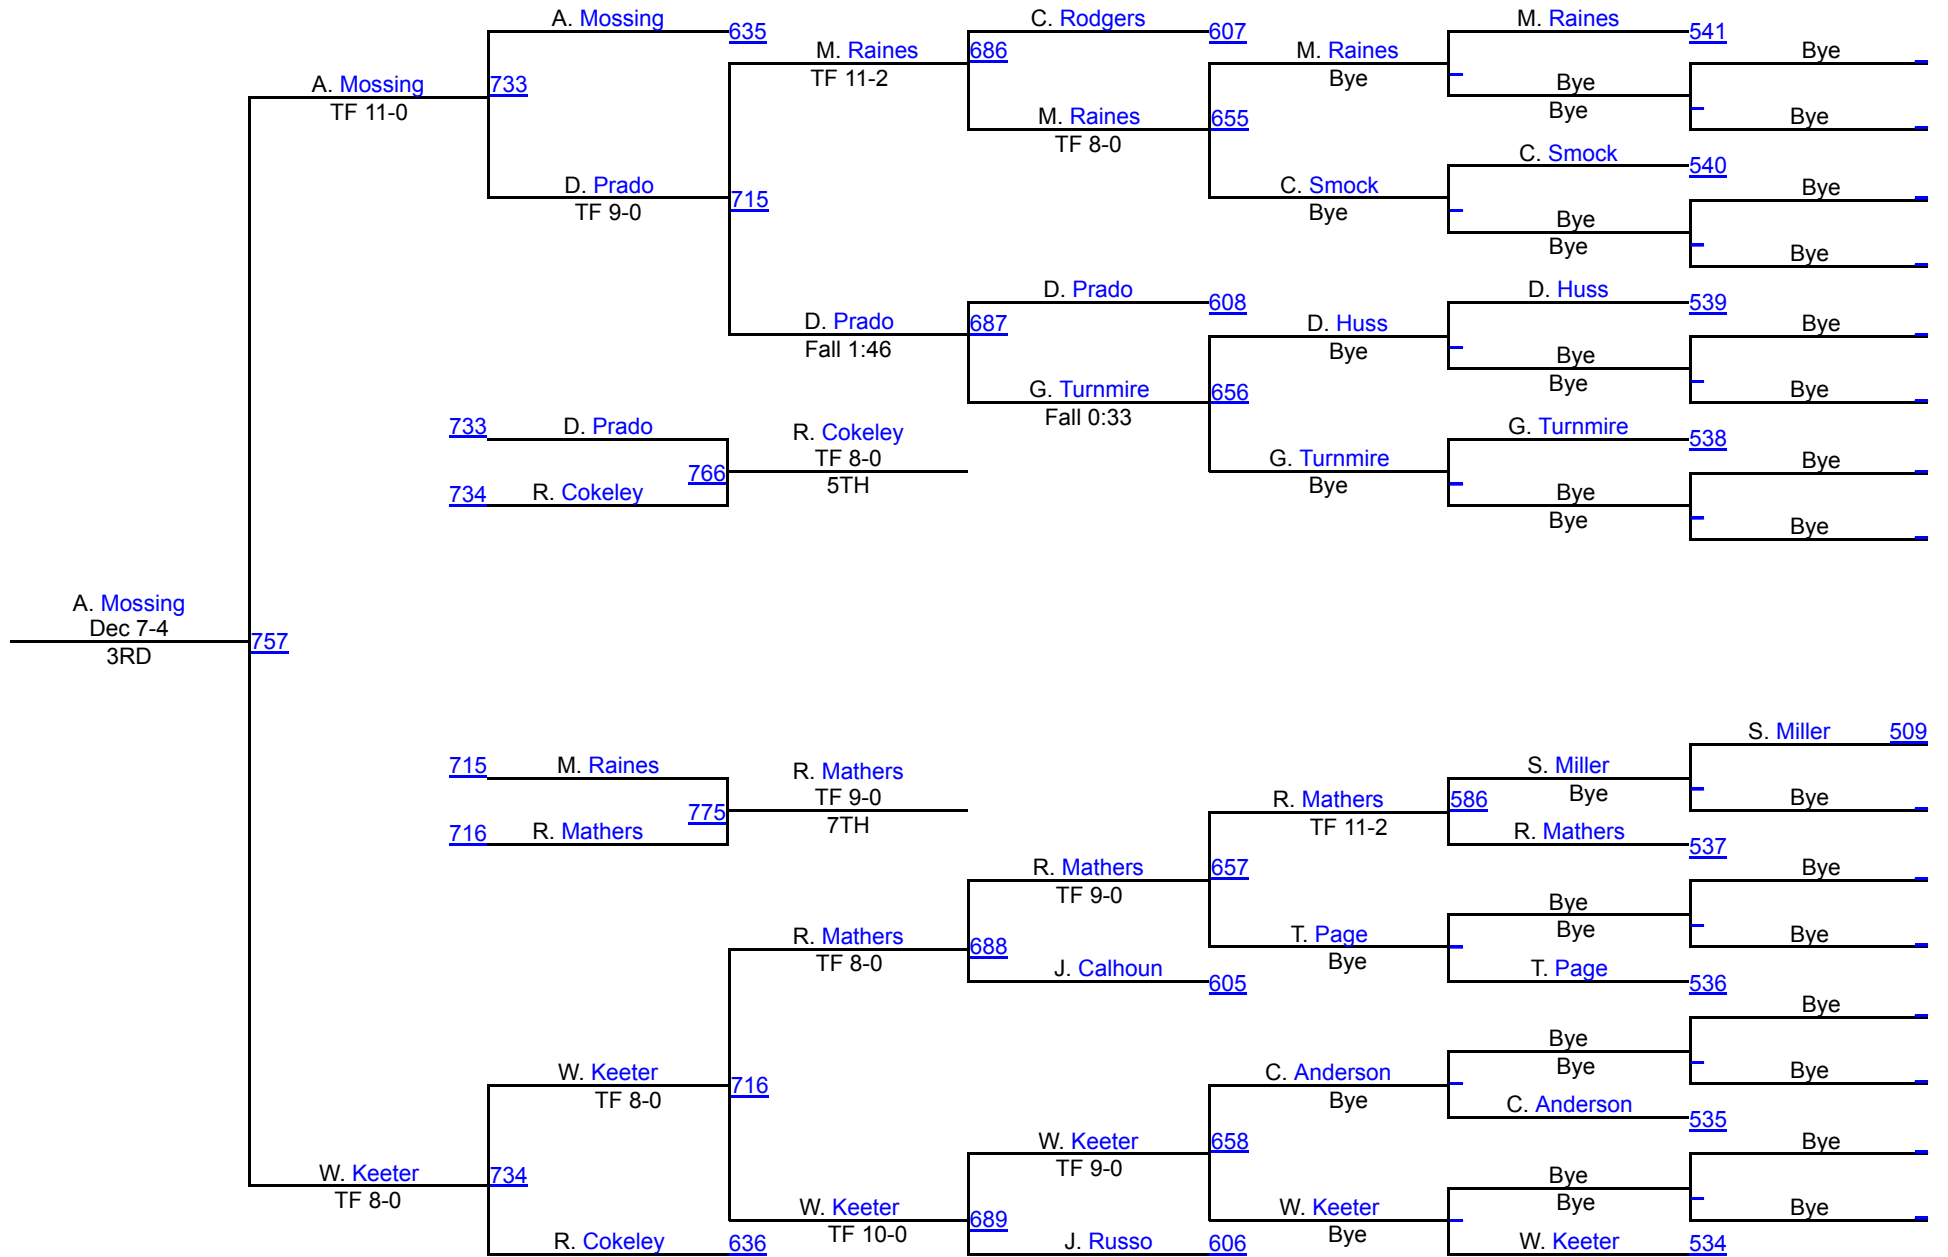 A. Mossing
635
C. Rodgers
607
M. Raines
541
M. Raines
TF 11-2
686
M. Raines
Bye
Bye
A. Mossing
TF 11-0
733
Bye
Bye
M. Raines
TF 8-0
655
Bye
C. Smock
540
D. Prado
TF 9-0
715
C. Smock
Bye
Bye
Bye
Bye
Bye
D. Prado
608
D. Huss
539
D. Prado
Fall 1:46
687
D. Huss
Bye
Bye
Bye
Bye
G. Turnmire
Fall 0:33
656
Bye
733
D. Prado
R. Cokeley
TF 8-0
5TH
766
734
R. Cokeley
G. Turnmire
538
G. Turnmire
Bye
Bye
Bye
Bye
Bye
A. Mossing
Dec 7-4
3RD
757
S. Miller
509
715
M. Raines
R. Mathers
TF 9-0
7TH
775
716
R. Mathers
S. Miller
Bye
R. Mathers
TF 11-2
586
Bye
R. Mathers
537
R. Mathers
TF 9-0
657
Bye
Bye
Bye
R. Mathers
TF 8-0
688
T. Page
Bye
Bye
J. Calhoun
605
T. Page
536
Bye
Bye
Bye
W. Keeter
TF 8-0
716
C. Anderson
Bye
Bye
C. Anderson
535
W. Keeter
TF 9-0
658
Bye
W. Keeter
TF 8-0
734
Bye
Bye
W. Keeter
TF 10-0
689
W. Keeter
Bye
Bye
R. Cokeley
636
J. Russo
606
W. Keeter
534